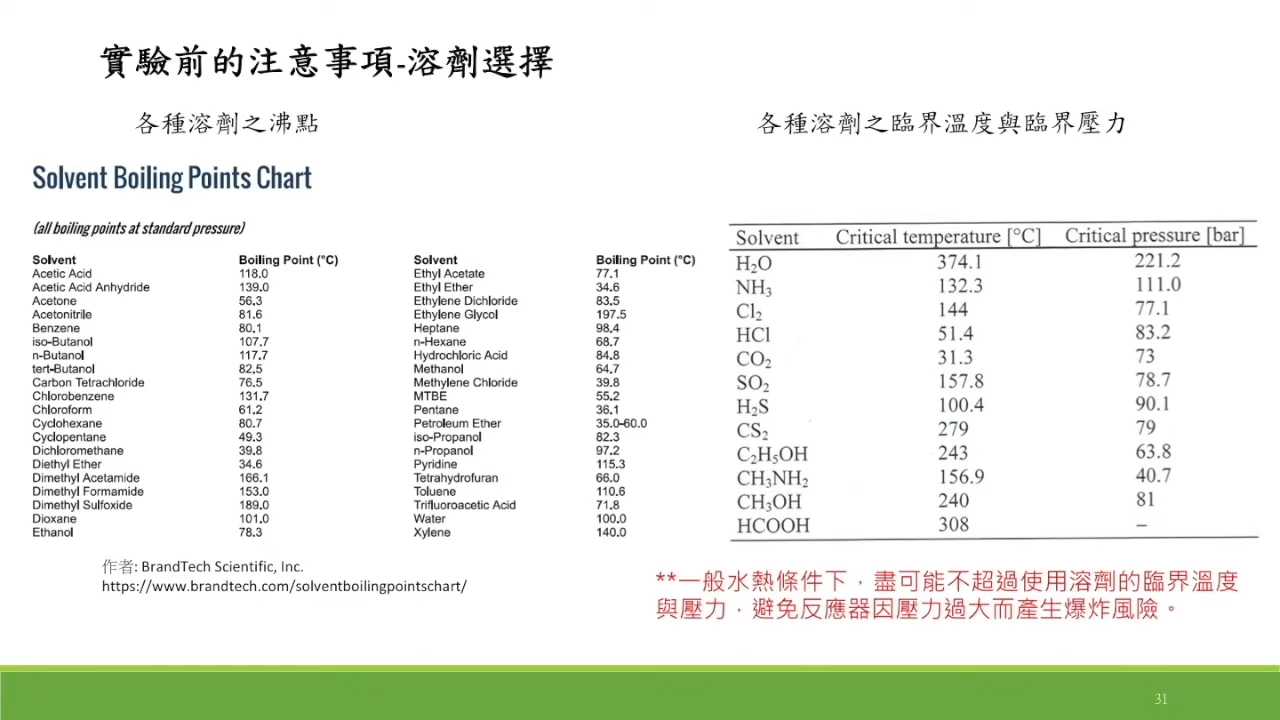 實驗前的注意事項-溶劑選擇
各種溶劑之沸點
Solvent Boiling Points Chart
(all boiling points at standard pressure)
Solvent Boiling Point (°C) Solvent Boiling Point (°C)
Acetic Acid 118.0 Ethyl Acetate 77.1
Acetic Acid Anhydride 139.0 Ethyl Ether 34.6
Acetone 56,3 Ethylene Dichloride 83,5
Acetonitrile 81.6 Ethylene Glycol 197.5
Benzene 80.1 Heptane 98,4
iso-Butanol 107.7 n-Hexane 68.7
n-Butanol 117.7 Hydrochloric Acid 84.8
tert-Butanol 82,5 Methanol 64.7
Carbon Tetrachloride 76.5 Methylene Chloride 39.8
Chlorobenzene 131.7 MTBE 55.2
Chloroform 61.2 Pentane 36.1
Cyclohexane 80.7 Petroleum Ether 35.0-60.0
Cyclopentane 49.3 iso-Propanol 82.3
Dichloromethane 39.8 n-Propanol 97.2
Diethyl Ether 34.6 Pyridine 115.3
Dimethyl Acetamide 166.1 Tetrahydrofuran 66.0
Dimethyl Formamide 153.0 Toluene 110.6
Dimethyl Sulfoxide 189.0 Trifluoroacetic Acid 71.8
Dioxane 101.0 Water 100.0
Ethanol 78.3 Xylene 140.0
作者: BrandTech Scientific, Inc.
https://www.brandtech.com/solventboilingpointschart/
各種溶劑之臨界溫度與臨界壓力
Solvent Critical temperature [°C] Critical pressure [bar]
H₂O 374.1 221.2
NH₃ 132.3 111.0
Cl₂ 144 77.1
HCl 51.4 83.2
CO₂ 31.3 73
SO₂ 157.8 78.7
H₂S 100.4 90.1
CS₂ 279 79
C₂H₅OH 243 63.8
CH₃NH₂ 156.9 40.7
CH₃OH 240 81
HCOOH 308 –
**一般水熱條件下，盡可能不超過使用溶劑的臨界溫度
與壓力，避免反應器因壓力過大而產生爆炸風險。
31